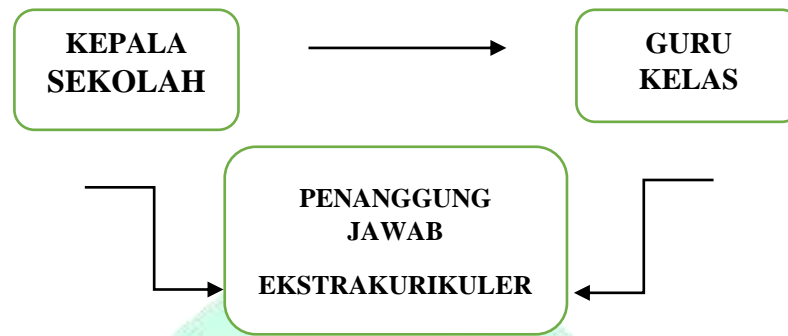 KEPALA
SEKOLAH
GURU
KELAS
PENANGGUNG
JAWAB
EKSTRAKURIKULER